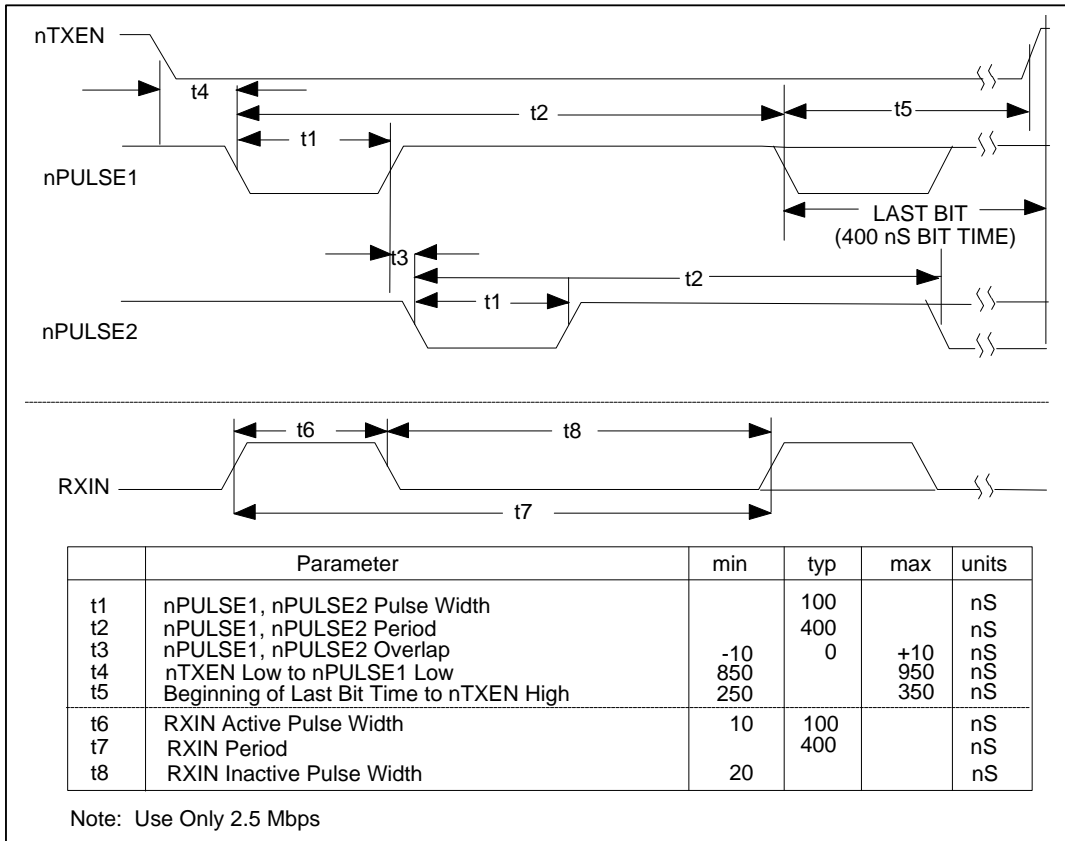 nTXEN
t4
t2
t5
t1
nPULSE1
LAST BIT
(400 nS BIT TIME)
t3
t2
t1
nPULSE2
t6
t8
RXIN
t7
Parameter min typ max units
t1 nPULSE1, nPULSE2 Pulse Width 100 nS
t2 nPULSE1, nPULSE2 Period 400 nS
t3 nPULSE1, nPULSE2 Overlap -10 0 +10 nS
t4 nTXEN Low to nPULSE1 Low 850 950 nS
t5 Beginning of Last Bit Time to nTXEN High 250 350 nS
t6 RXIN Active Pulse Width 10 100 nS
t7 RXIN Period 400 nS
t8 RXIN Inactive Pulse Width 20 nS
Note: Use Only 2.5 Mbps